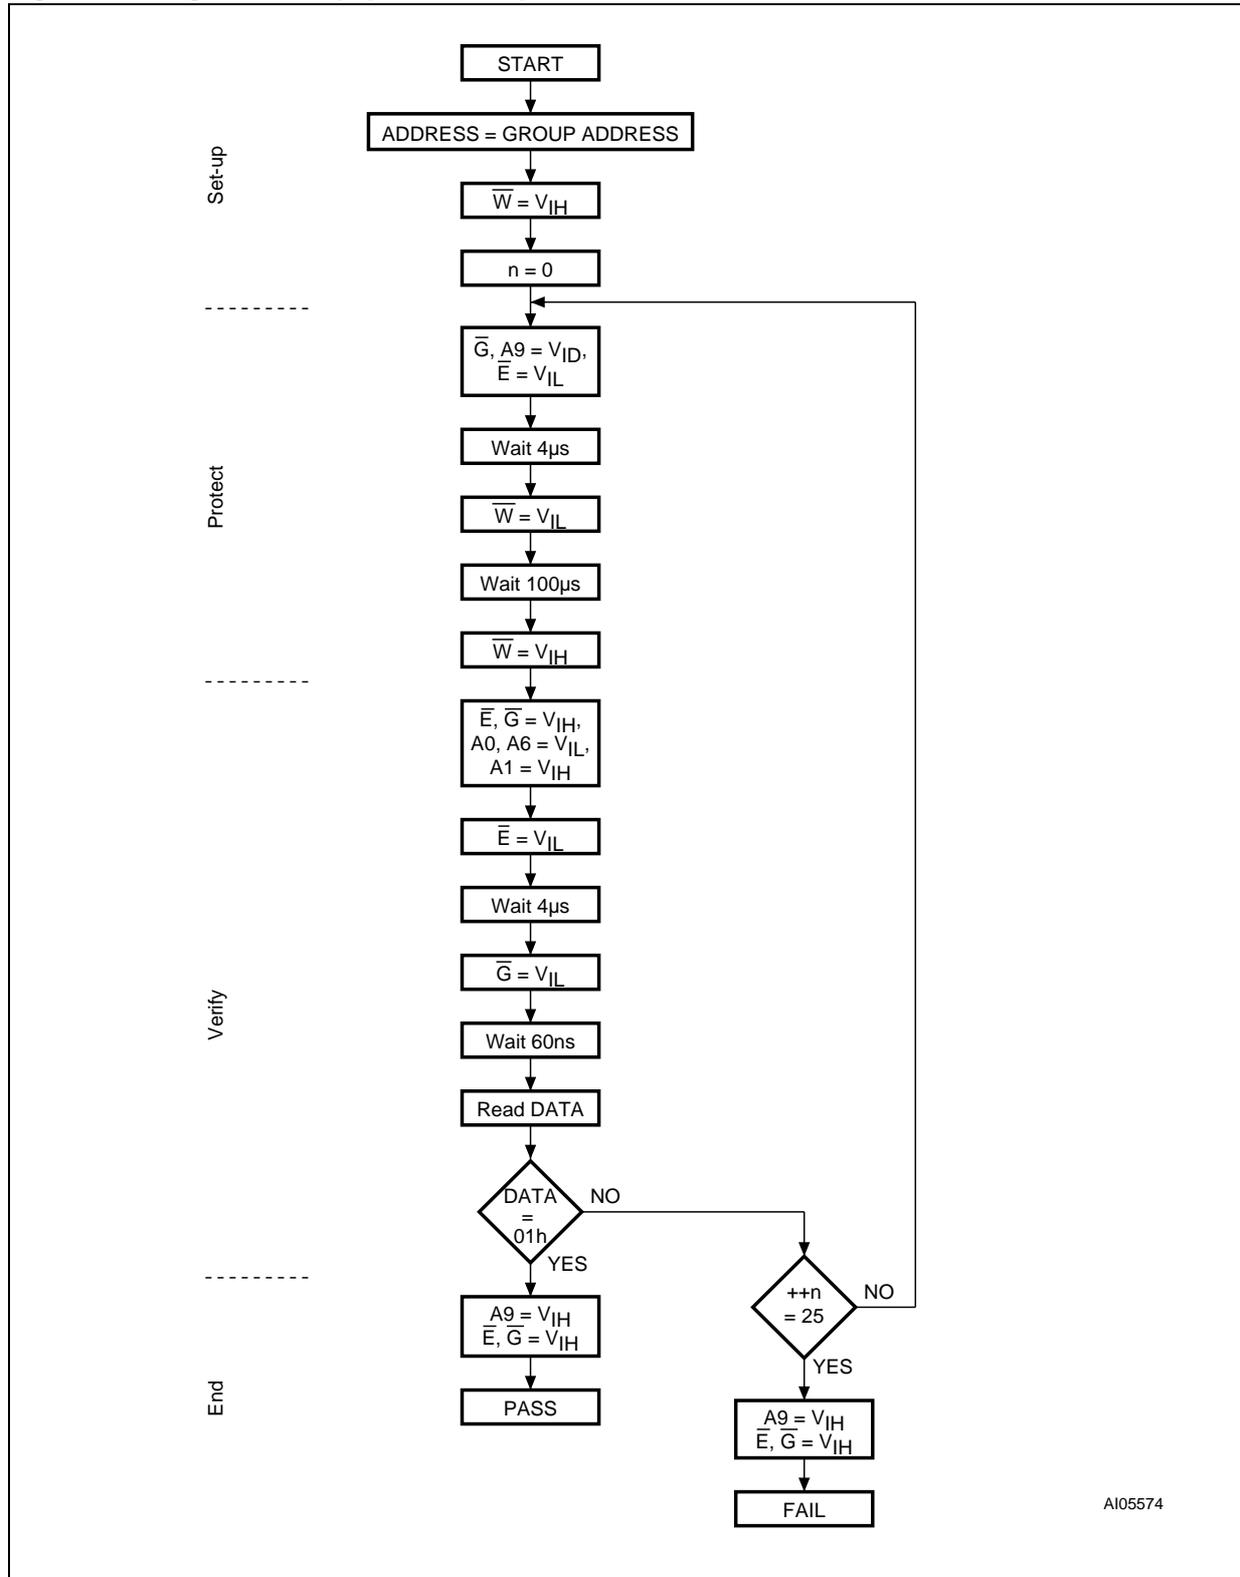 START
ADDRESS = GROUP ADDRESS
Set-up
W̅ = VIH
n = 0
G̅, A9 = VID,
E̅ = VIL
Wait 4µs
Protect
W̅ = VIL
Wait 100µs
W̅ = VIH
E̅, G̅ = VIH,
A0, A6 = VIL,
A1 = VIH
E̅ = VIL
Wait 4µs
G̅ = VIL
Verify
Wait 60ns
Read DATA
DATA
=
01h
NO
YES
++n
= 25
NO
YES
A9 = VIH
E̅, G̅ = VIH
End
PASS
A9 = VIH
E̅, G̅ = VIH
FAIL
AI05574